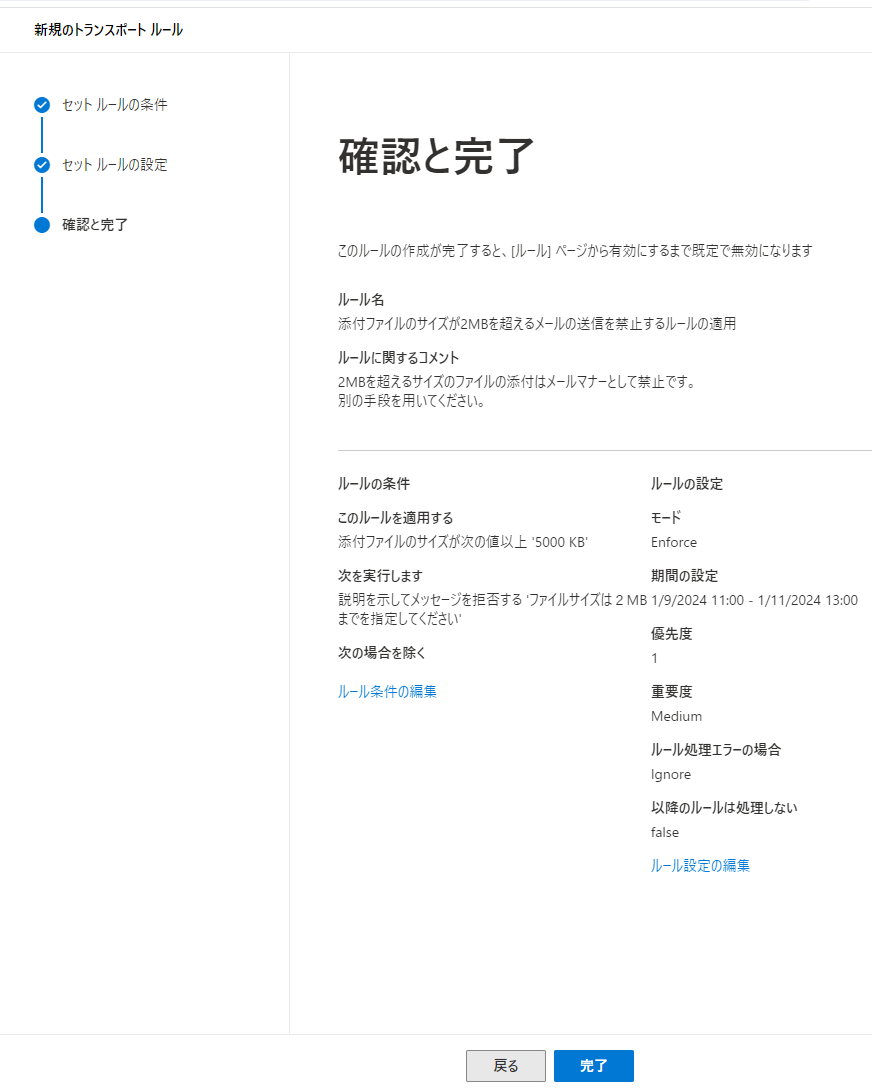 新規のトランスポート ルール
セット ルールの条件
セット ルールの設定
確認と完了
確認と完了
このルールの作成が完了すると、[ルール] ページから有効にするまで既定で無効になります
ルール名
添付ファイルのサイズが2MBを超えるメールの送信を禁止するルールの適用
ルールに関するコメント
2MBを超えるサイズのファイルの添付はメールマナーとして禁止です。
別の手段を用いてください。
ルールの条件
このルールを適用する
添付ファイルのサイズが次の値以上 '5000 KB'
次を実行します
説明を示してメッセージを拒否する 'ファイルサイズは 2 MB
までを指定してください'
次の場合を除く
ルール条件の編集
ルールの設定
モード
Enforce
期間の設定
1/9/2024 11:00 - 1/11/2024 13:00
優先度
1
重要度
Medium
ルール処理エラーの場合
Ignore
以降のルールは処理しない
false
ルール設定の編集
戻る
完了